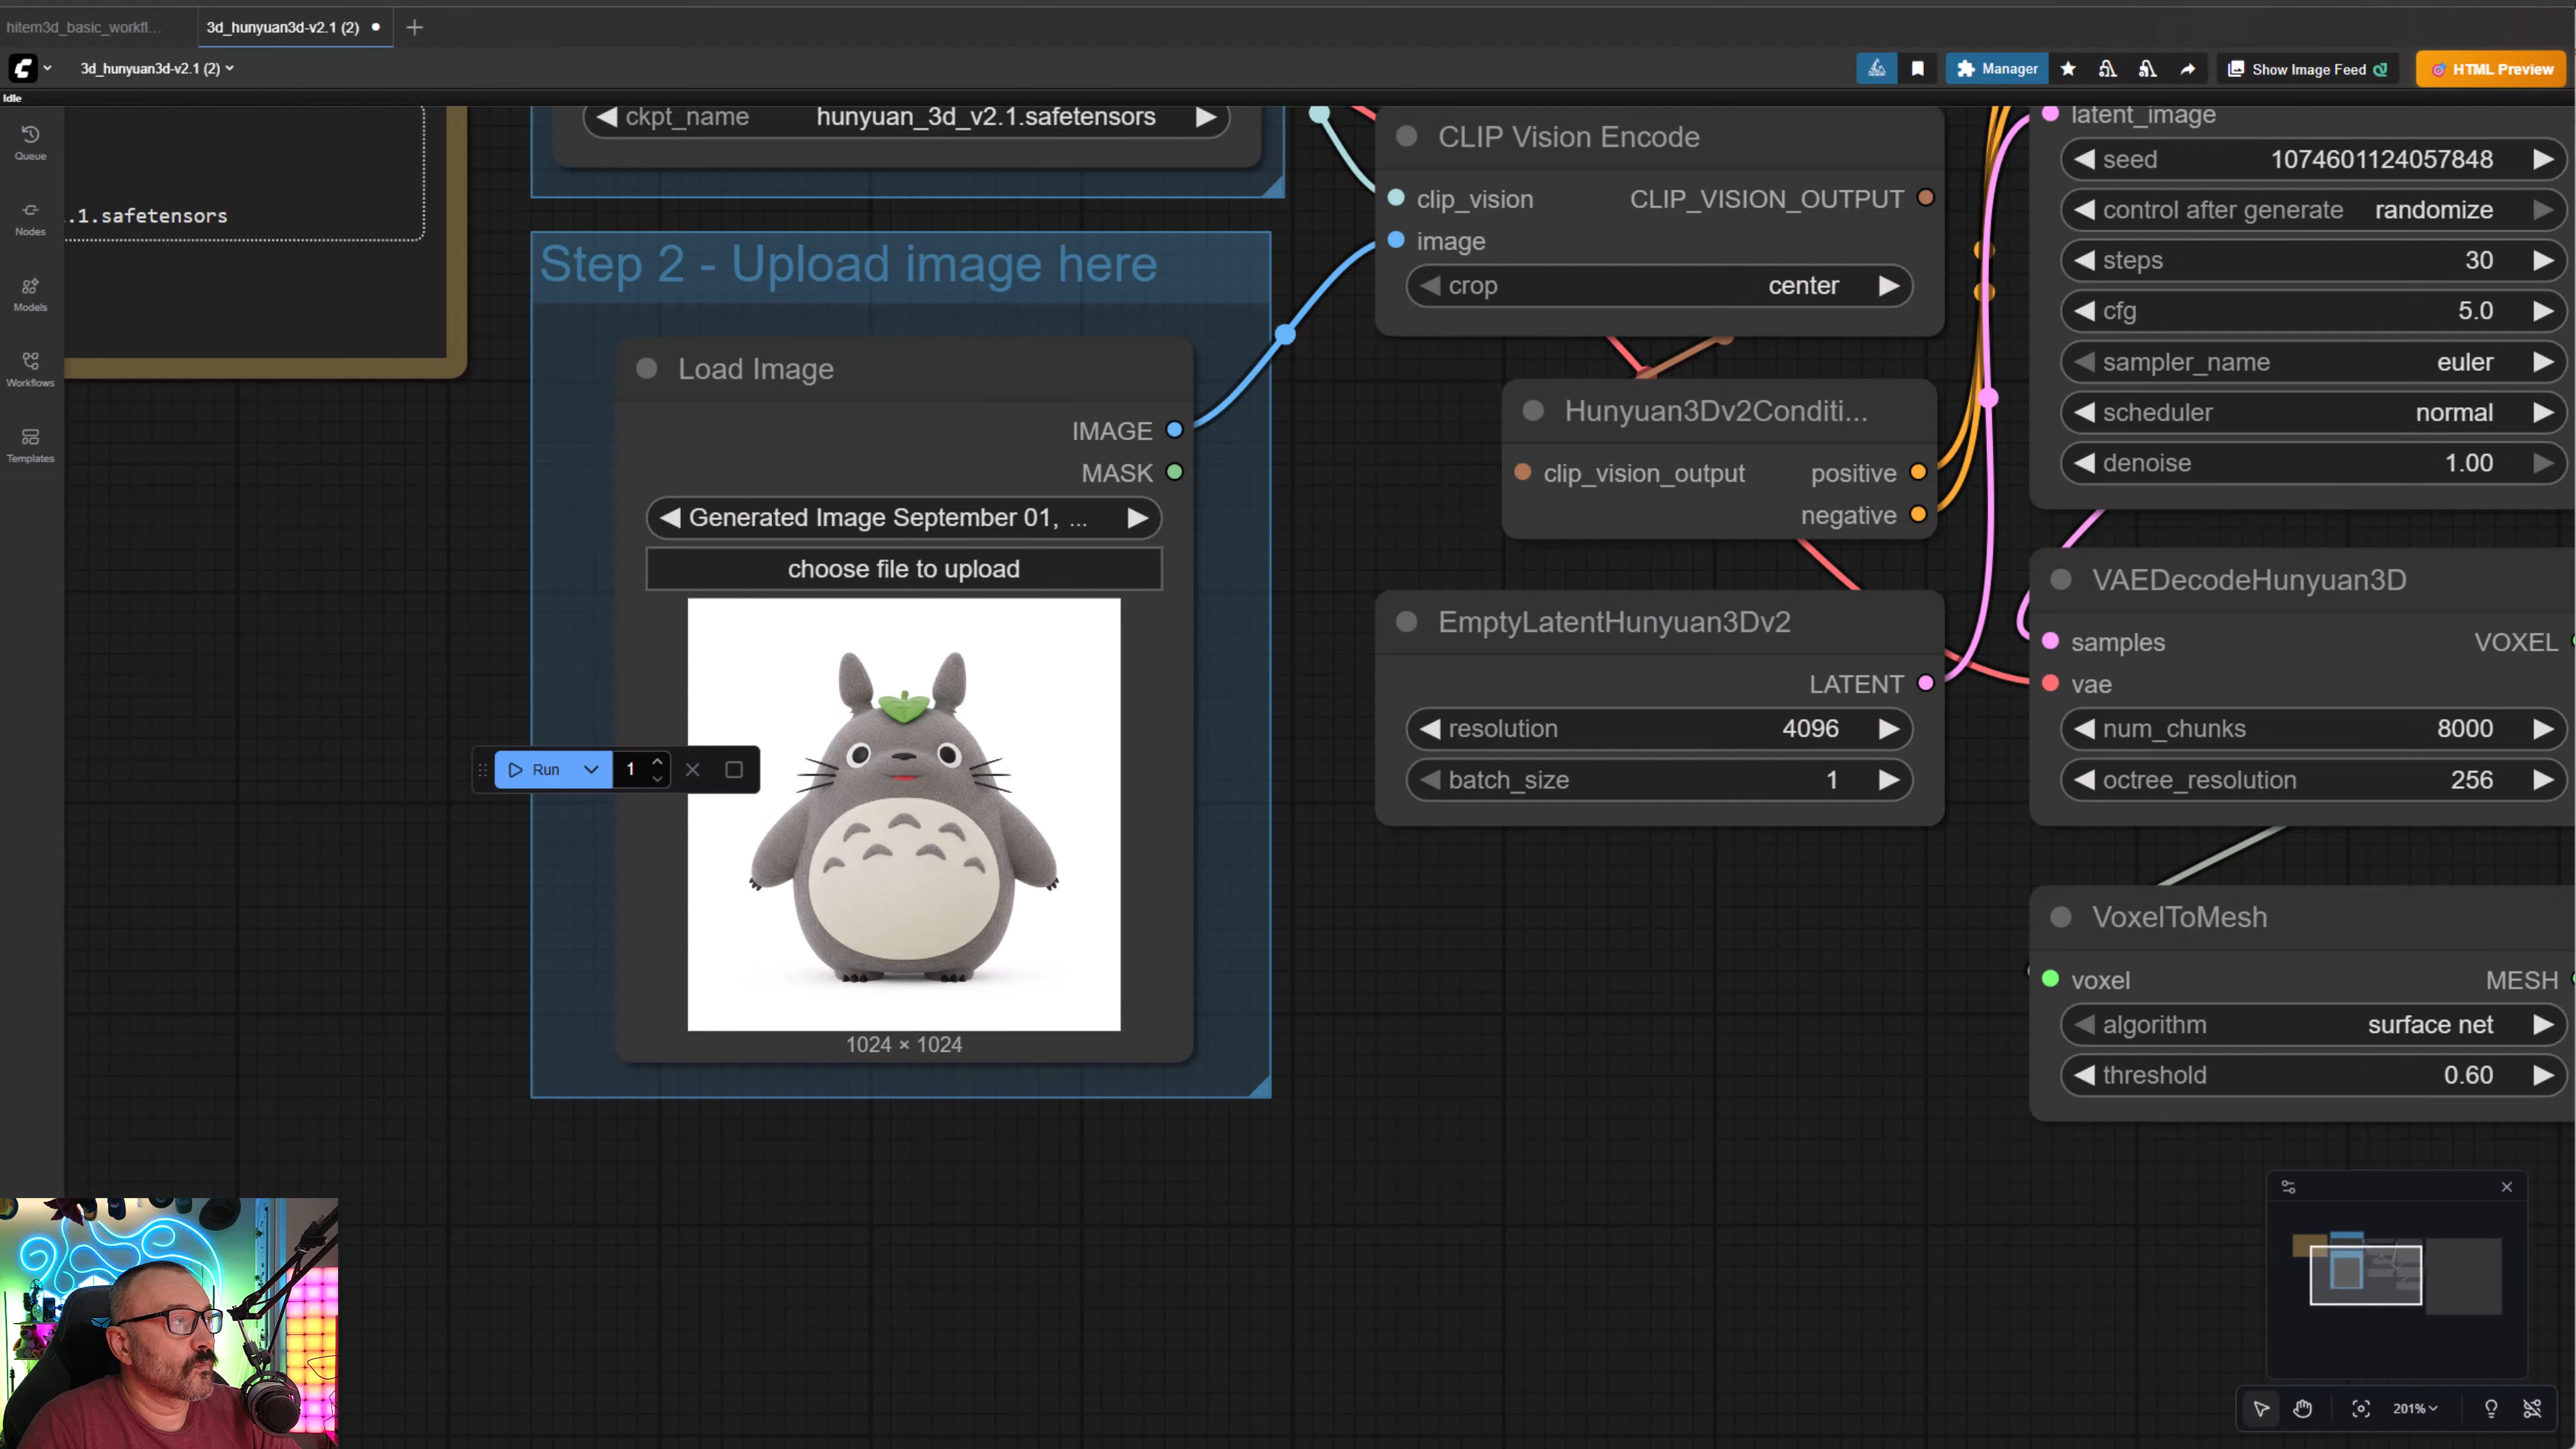 hitem3d_basic_workfl...
3d_hunyuan3d-v2.1 (2)
3d_hunyuan3d-v2.1 (2)
Manager
Show Image Feed
HTML Preview
Idle
Queue
Nodes
Models
Workflows
Templates
.1.safetensors
ckpt_name hunyuan_3d_v2.1.safetensors
Step 2 - Upload image here
Load Image
IMAGE
MASK
Generated Image September 01, ...
choose file to upload
1024 × 1024
Run 1
CLIP Vision Encode
clip_vision CLIP_VISION_OUTPUT
image
crop center
Hunyuan3Dv2Conditi...
clip_vision_output positive
negative
EmptyLatentHunyuan3Dv2
LATENT
resolution 4096
batch_size 1
latent_image
seed 1074601124057848
control after generate randomize
steps 30
cfg 5.0
sampler_name euler
scheduler normal
denoise 1.00
VAEDecodeHunyuan3D
samples VOXEL
vae
num_chunks 8000
octree_resolution 256
VoxelToMesh
voxel MESH
algorithm surface net
threshold 0.60
201%